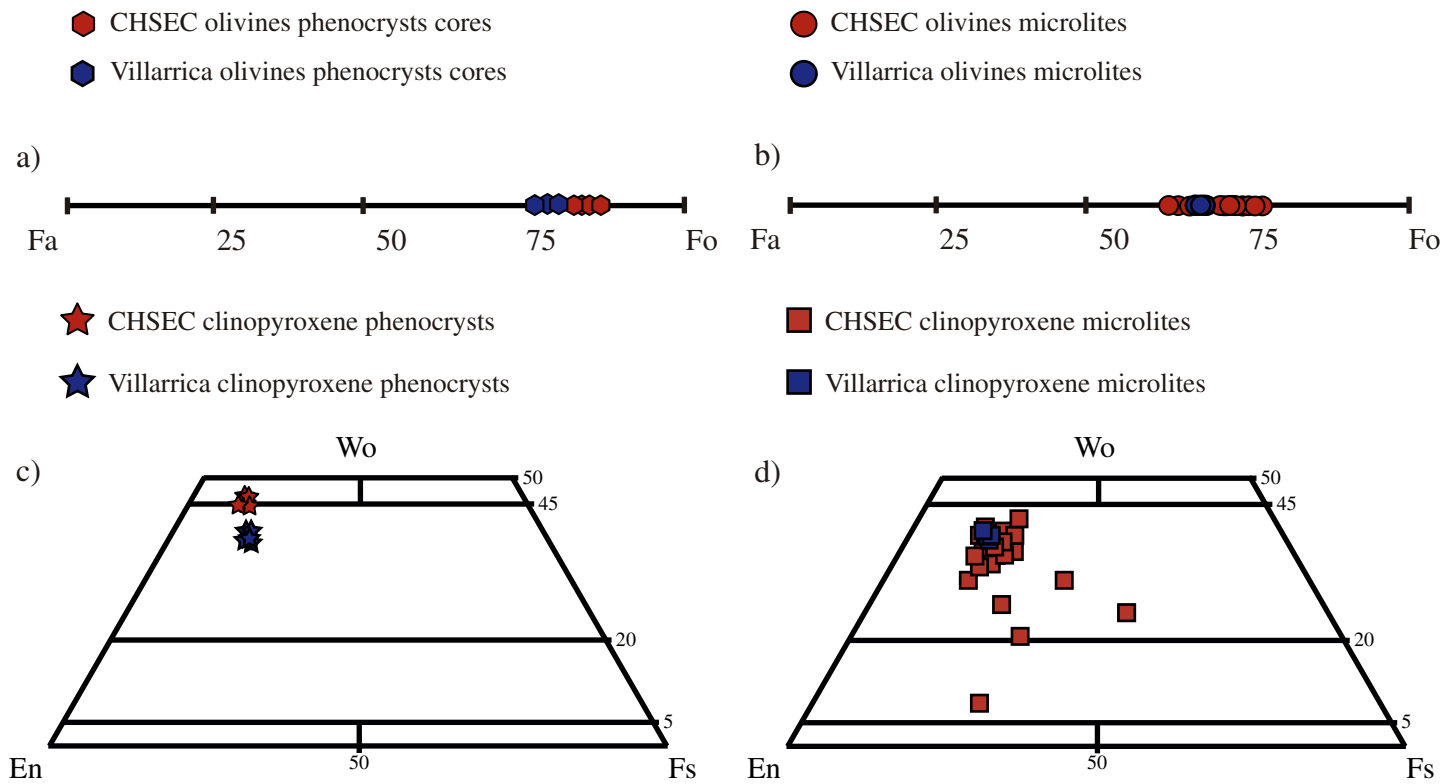 CHSEC olivines phenocrysts cores
Villarrica olivines phenocrysts cores
CHSEC olivines microlites
Villarrica olivines microlites
a)
Fa 25 50 75 Fo
b)
Fa 25 50 75 Fo
CHSEC clinopyroxene phenocrysts
Villarrica clinopyroxene phenocrysts
CHSEC clinopyroxene microlites
Villarrica clinopyroxene microlites
c)
Wo
50
45
20
5
En 50 Fs
d)
Wo
50
45
20
5
En 50 Fs